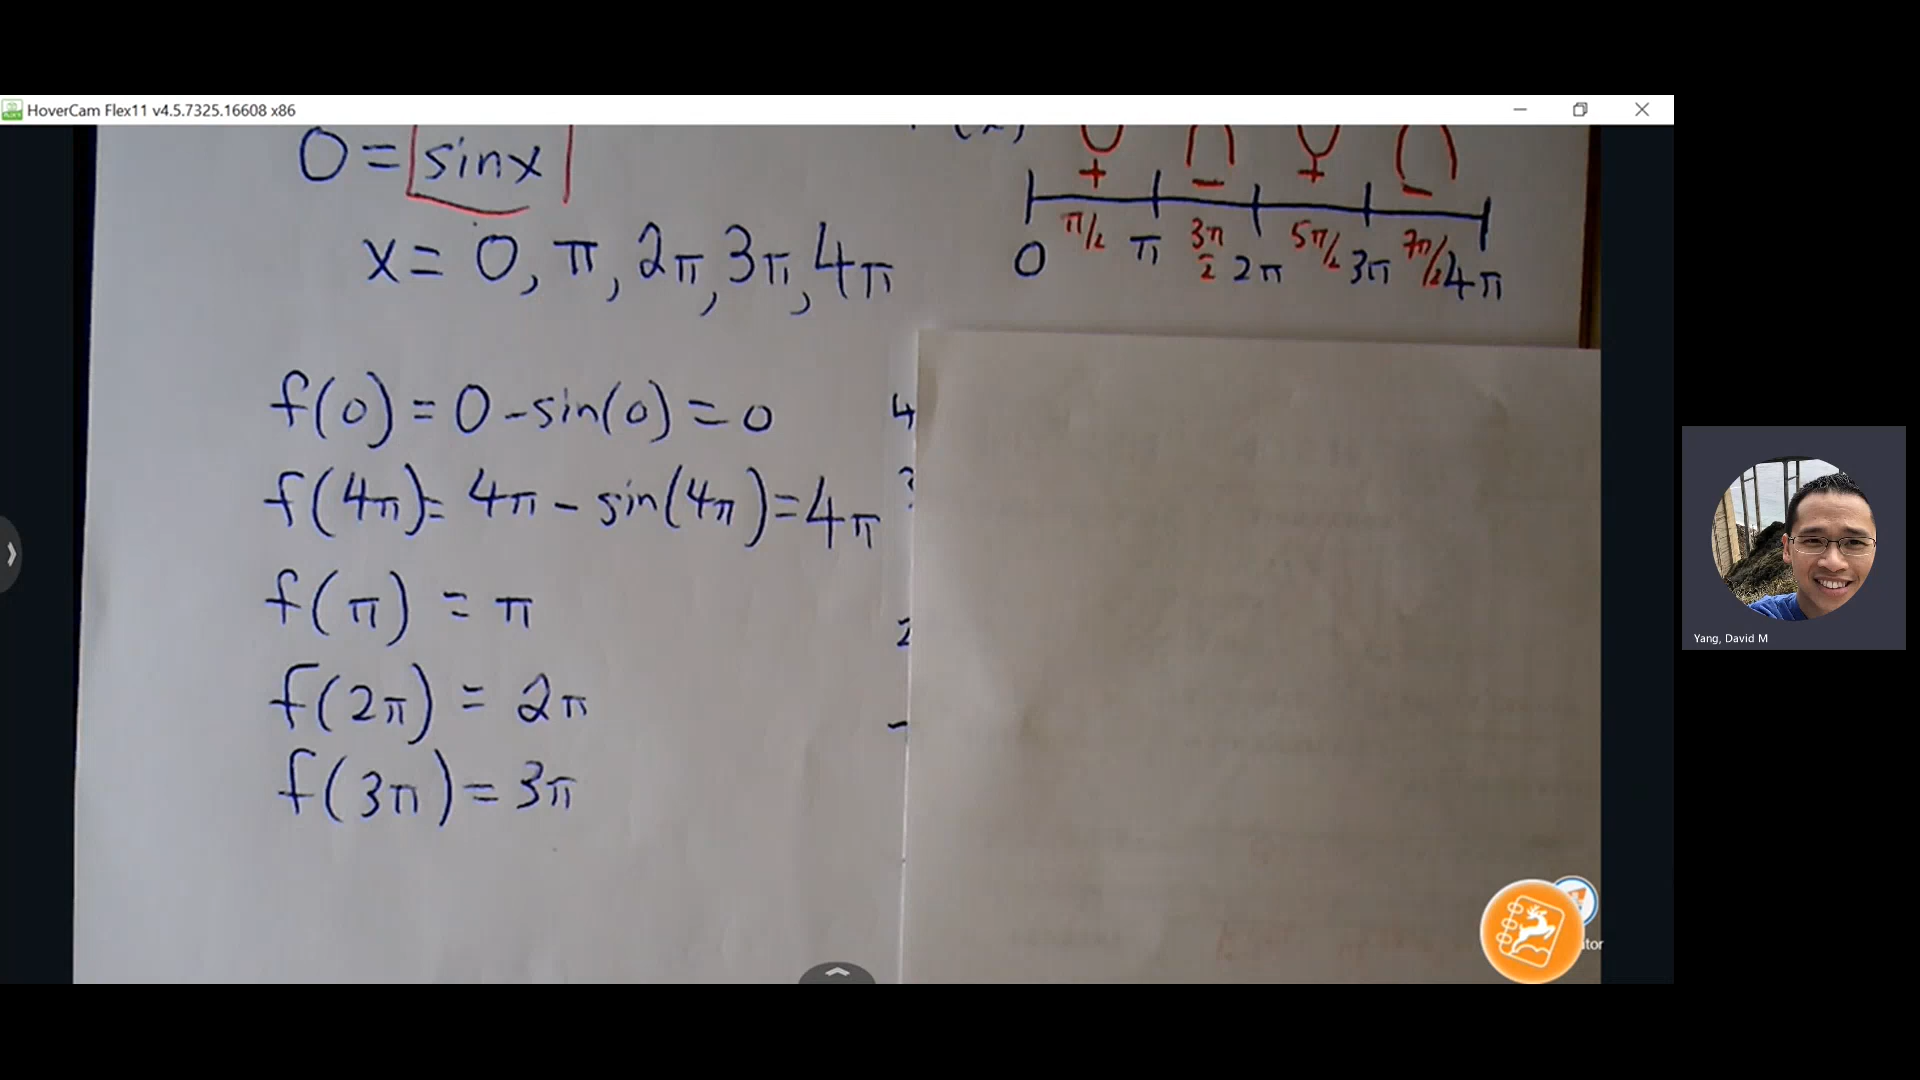 HoverCam Flex11 v4.5.7325.16608 x86
0 = sinx
x = 0, π, 2π, 3π, 4π
+ − + −
π/2 3π/2 5π/2 7π/2
0 π 2π 3π 4π
f(0) = 0 - sin(0) = 0
f(4π) = 4π - sin(4π) = 4π
f(π) = π
f(2π) = 2π
f(3π) = 3π
4
2
Yang, David M